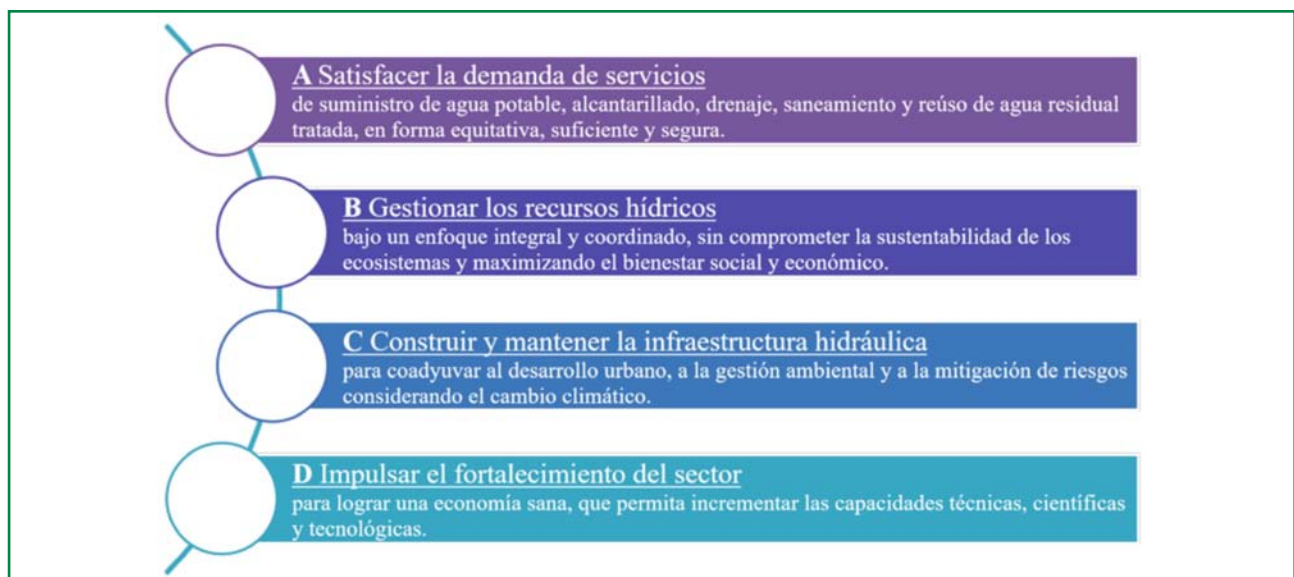 A Satisfacer la demanda de servicios
de suministro de agua potable, alcantarillado, drenaje, saneamiento y reúso de agua residual
tratada, en forma equitativa, suficiente y segura.
B Gestionar los recursos hídricos
bajo un enfoque integral y coordinado, sin comprometer la sustentabilidad de los
ecosistemas y maximizando el bienestar social y económico.
C Construir y mantener la infraestructura hidráulica
para coadyuvar al desarrollo urbano, a la gestión ambiental y a la mitigación de riesgos
considerando el cambio climático.
D Impulsar el fortalecimiento del sector
para lograr una economía sana, que permita incrementar las capacidades técnicas, científicas
y tecnológicas.